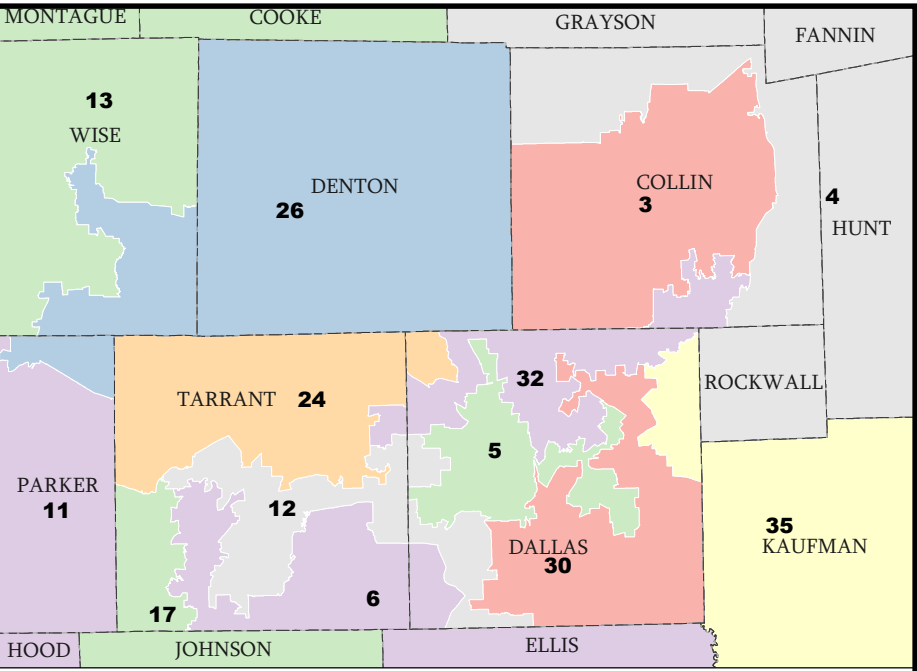 MONTAGUE
COOKE
GRAYSON
FANNIN
13
WISE
DENTON
26
COLLIN
3
4
HUNT
TARRANT 24
32
ROCKWALL
5
PARKER
11
12
DALLAS
30
35
KAUFMAN
17
6
HOOD
JOHNSON
ELLIS